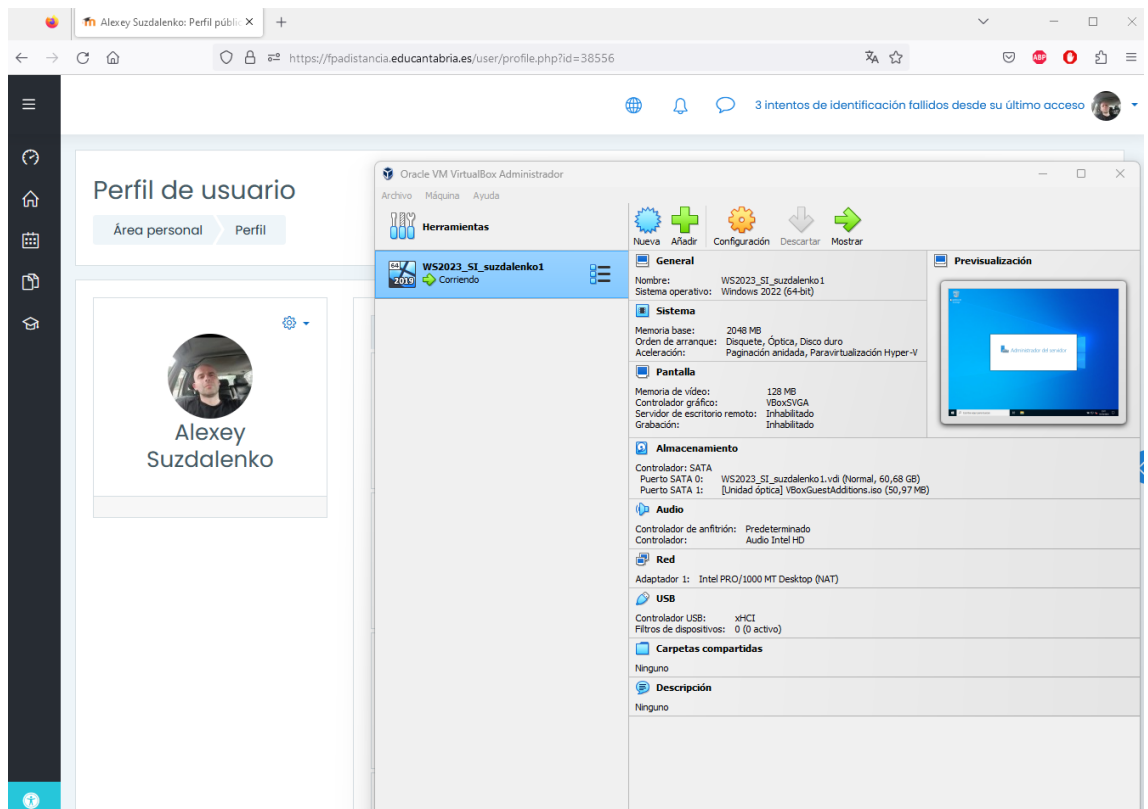 Alexey Suzdalenko: Perfil públic
https://fpadistancia.educantabria.es/user/profile.php?id=38556
ABP
3 intentos de identificación fallidos desde su último acceso
Perfil de usuario
Área personal
Perfil
Alexey
Suzdalenko
Oracle VM VirtualBox Administrador
Archivo Máquina Ayuda
Herramientas
Nueva Añadir Configuración Descartar Mostrar
64
2019
WS2023_SI_suzdalenko1
Corriendo
General
Nombre: WS2023_SI_suzdalenko1
Sistema operativo: Windows 2022 (64-bit)
Previsualización
Administrador del servidor
Sistema
Memoria base: 2048 MB
Orden de arranque: Disquete, Óptica, Disco duro
Aceleración: Paginación anidada, Paravirtualización Hyper-V
Pantalla
Memoria de vídeo: 128 MB
Controlador gráfico: VBoxSVGA
Servidor de escritorio remoto: Inhabilitado
Grabación: Inhabilitado
Almacenamiento
Controlador: SATA
Puerto SATA 0: WS2023_SI_suzdalenko1.vdi (Normal, 60,68 GB)
Puerto SATA 1: [Unidad óptica] VBoxGuestAdditions.iso (50,97 MB)
Audio
Controlador de anfitrión: Predeterminado
Controlador: Audio Intel HD
Red
Adaptador 1: Intel PRO/1000 MT Desktop (NAT)
USB
Controlador USB: xHCI
Filtros de dispositivos: 0 (0 activo)
Carpetas compartidas
Ninguno
Descripción
Ninguno